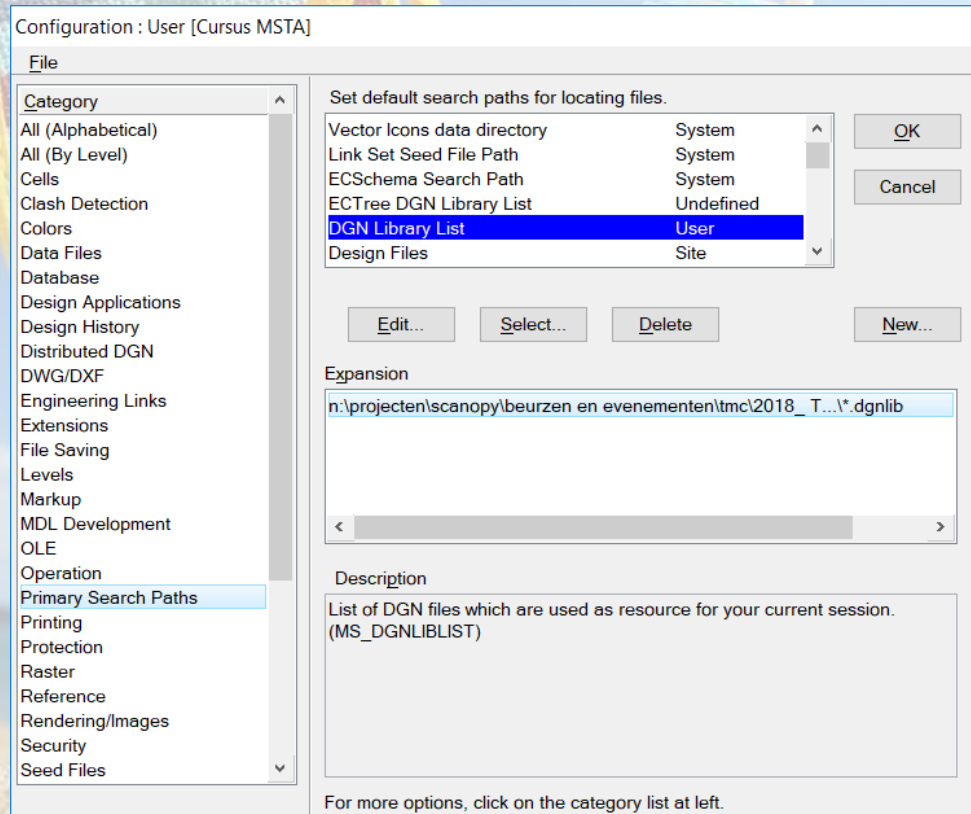 Configuration : User [Cursus MSTA]
File
Category
All (Alphabetical)
All (By Level)
Cells
Clash Detection
Colors
Data Files
Database
Design Applications
Design History
Distributed DGN
DWG/DXF
Engineering Links
Extensions
File Saving
Levels
Markup
MDL Development
OLE
Operation
Primary Search Paths
Printing
Protection
Raster
Reference
Rendering/Images
Security
Seed Files
Set default search paths for locating files.
Vector Icons data directory System
Link Set Seed File Path System
ECSchema Search Path System
ECTree DGN Library List Undefined
DGN Library List User
Design Files Site
OK
Cancel
Edit... Select... Delete New...
Expansion
n:\projecten\scanopy\beurzen en evenementen\tmc\2018_ T...\*.dgnlib
Description
List of DGN files which are used as resource for your current session.
(MS_DGNLIBLIST)
For more options, click on the category list at left.